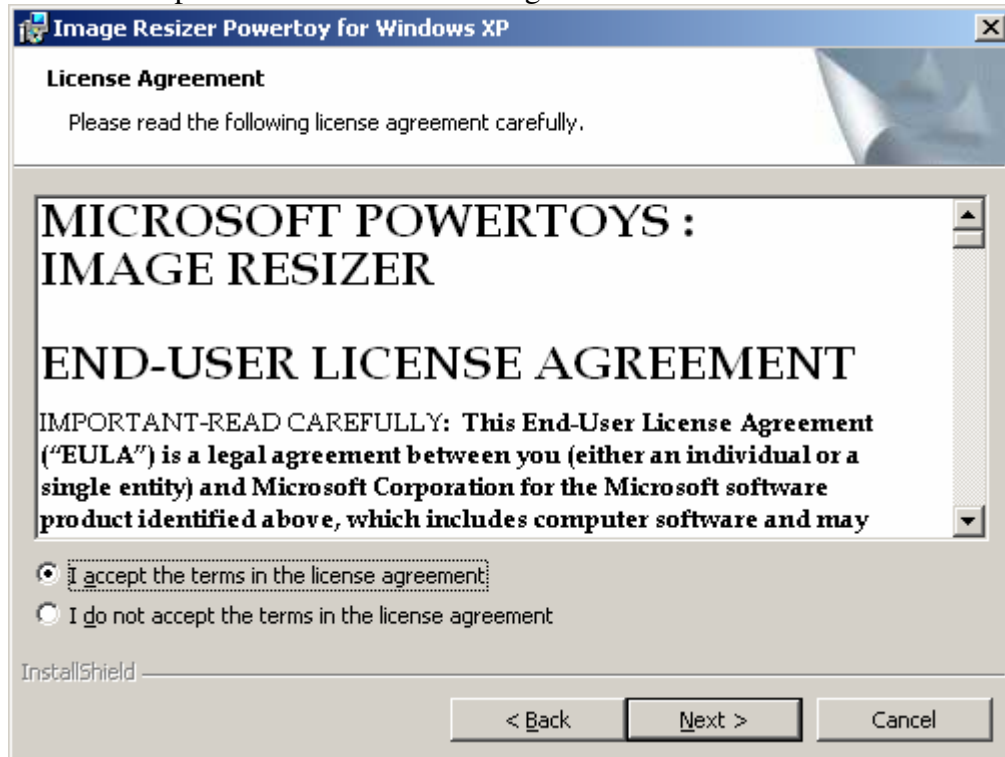 Image Resizer Powertoy for Windows XP
License Agreement
Please read the following license agreement carefully.
MICROSOFT POWERTOYS :
IMAGE RESIZER
END-USER LICENSE AGREEMENT
IMPORTANT-READ CAREFULLY: This End-User License Agreement
(“EULA”) is a legal agreement between you (either an individual or a
single entity) and Microsoft Corporation for the Microsoft software
product identified above, which includes computer software and may
I accept the terms in the license agreement
I do not accept the terms in the license agreement
InstallShield
< Back Next > Cancel